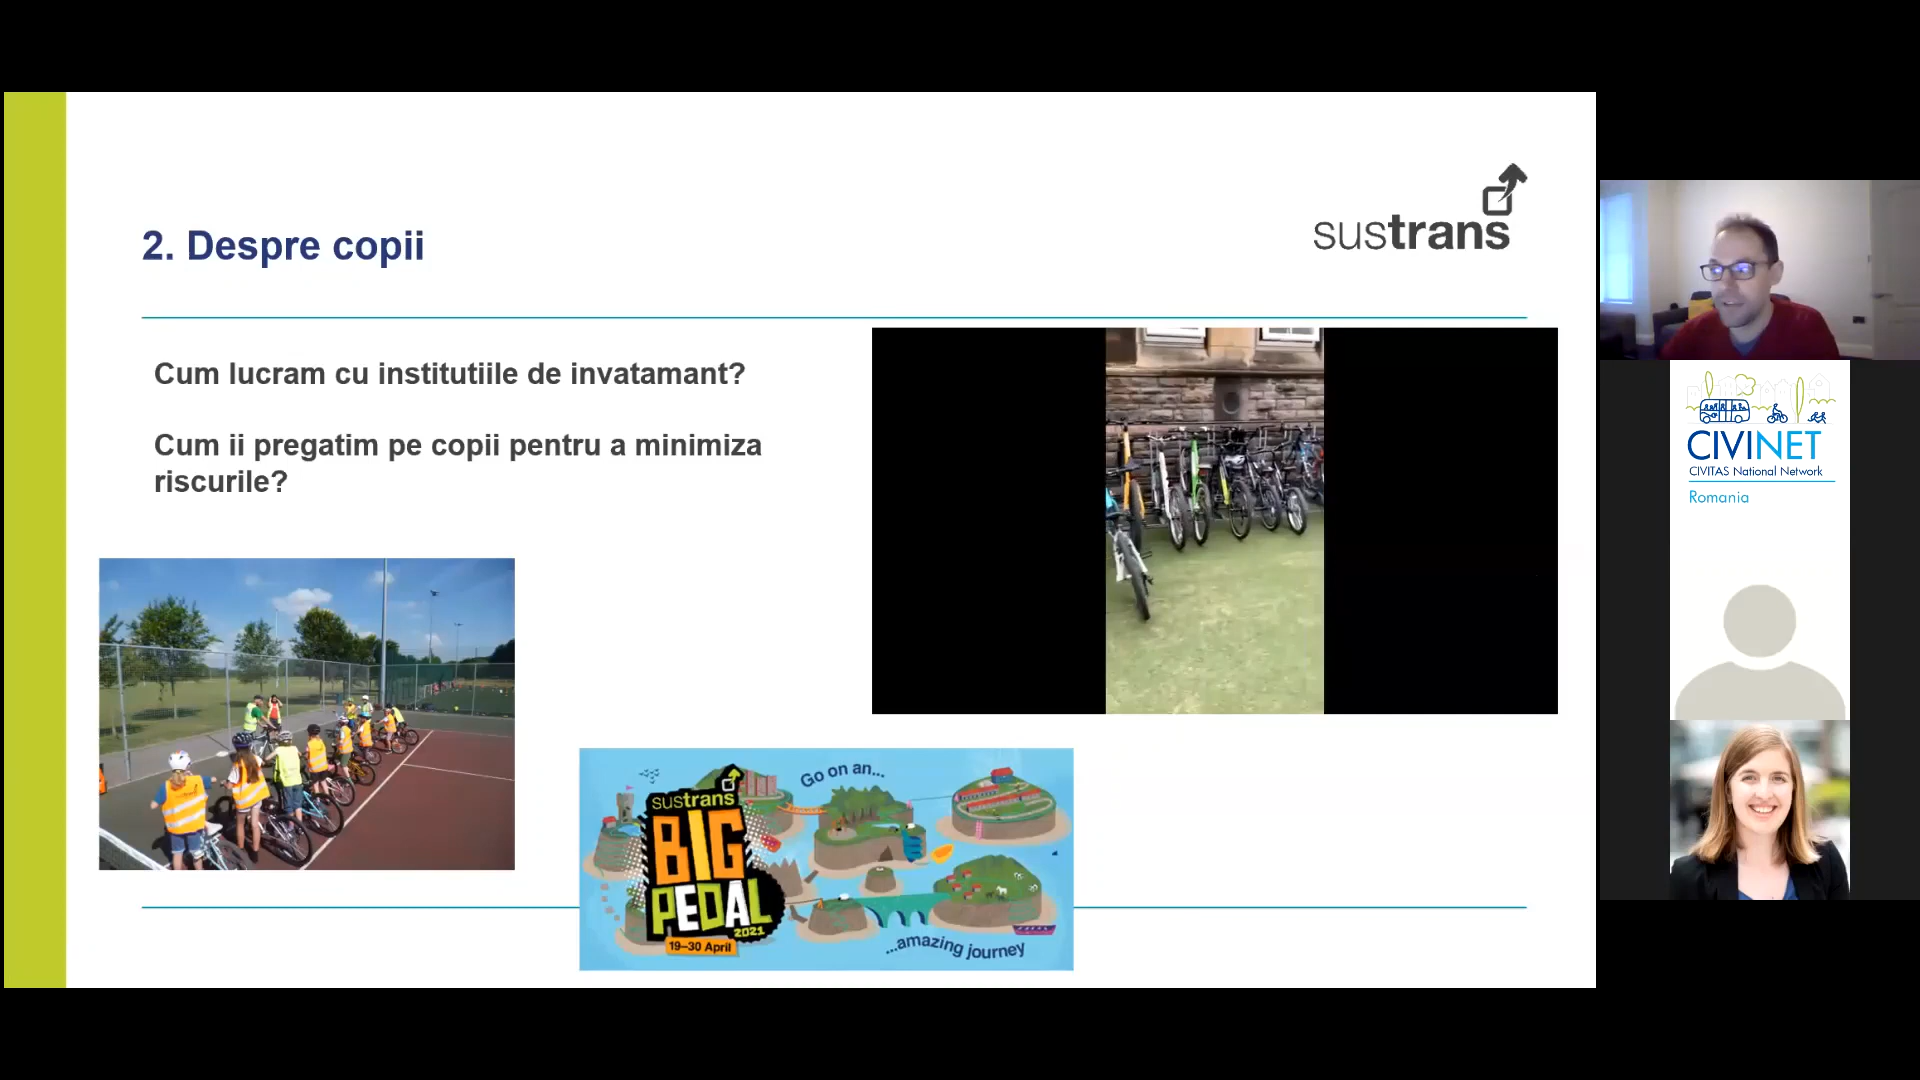 sustrans
2. Despre copii
Cum lucram cu institutiile de invatamant?
Cum ii pregatim pe copii pentru a minimiza
riscurile?
sustrans
BIG
PEDAL
2021
19–30 April
Go on an...
...amazing journey
CIVINET
CIVITAS National Network
Romania